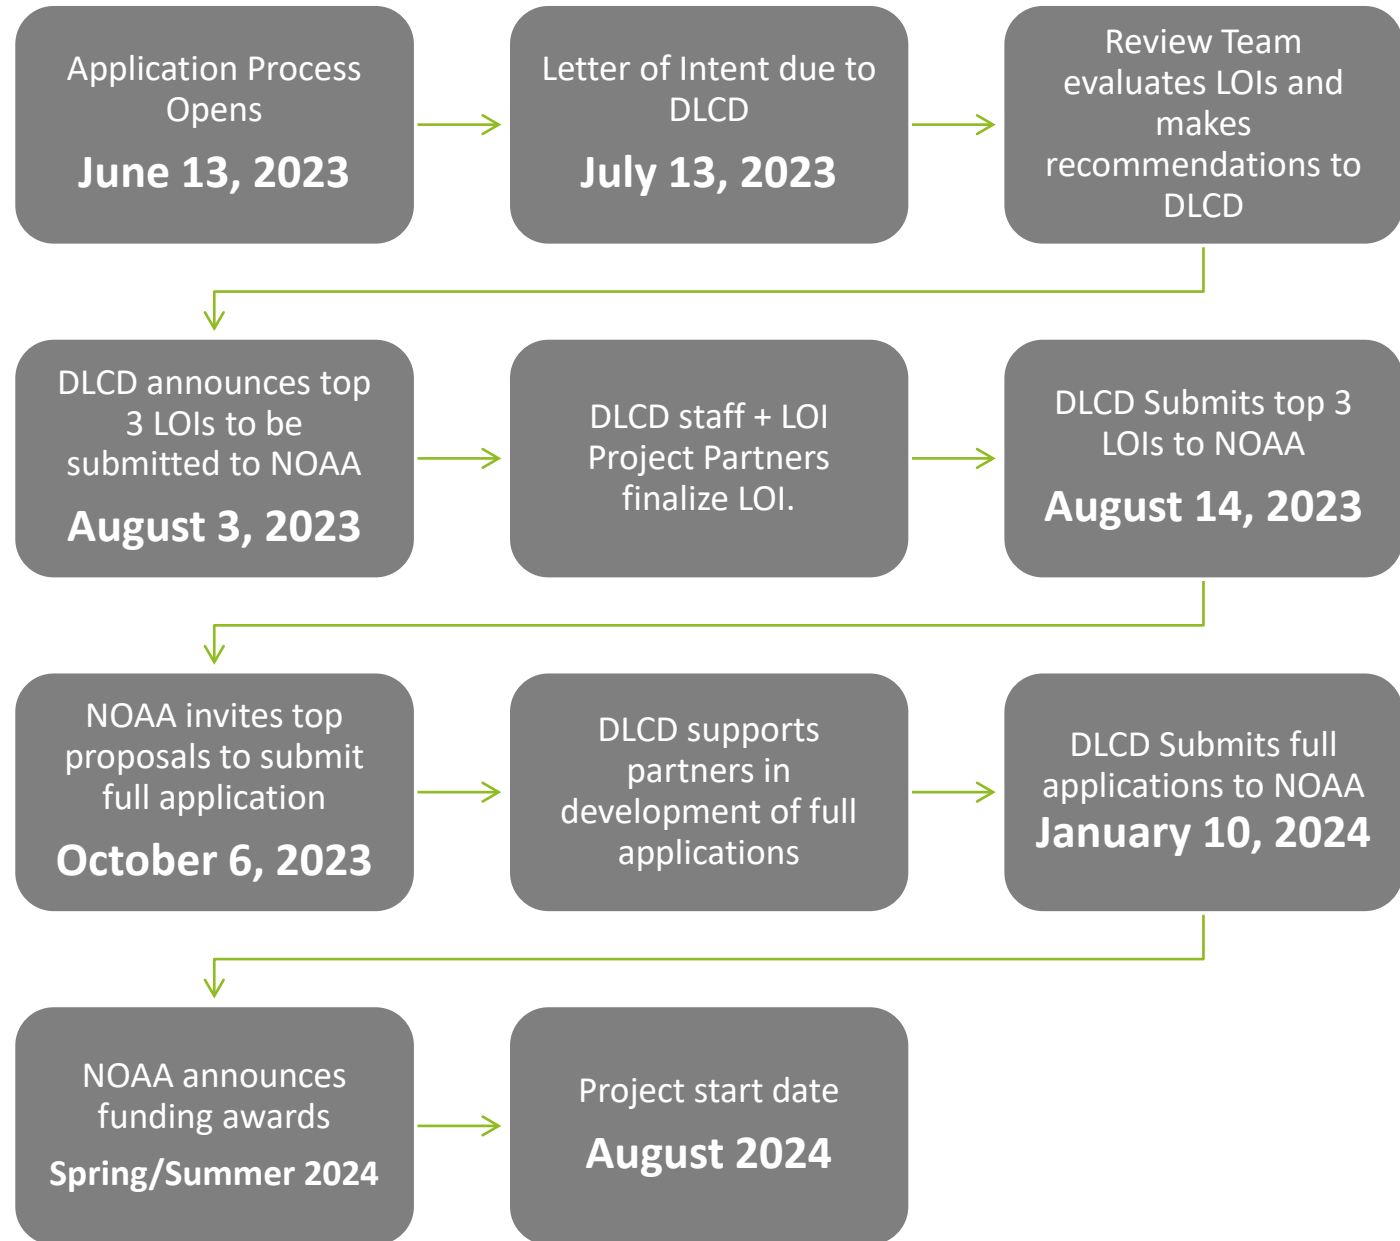 Application Process
Opens
June 13, 2023
Letter of Intent due to
DLCD
July 13, 2023
Review Team
evaluates LOIs and
makes
recommendations to
DLCD
DLCD announces top
3 LOIs to be
submitted to NOAA
August 3, 2023
DLCD staff + LOI
Project Partners
finalize LOI.
DLCD Submits top 3
LOIs to NOAA
August 14, 2023
NOAA invites top
proposals to submit
full application
October 6, 2023
DLCD supports
partners in
development of full
applications
DLCD Submits full
applications to NOAA
January 10, 2024
NOAA announces
funding awards
Spring/Summer 2024
Project start date
August 2024